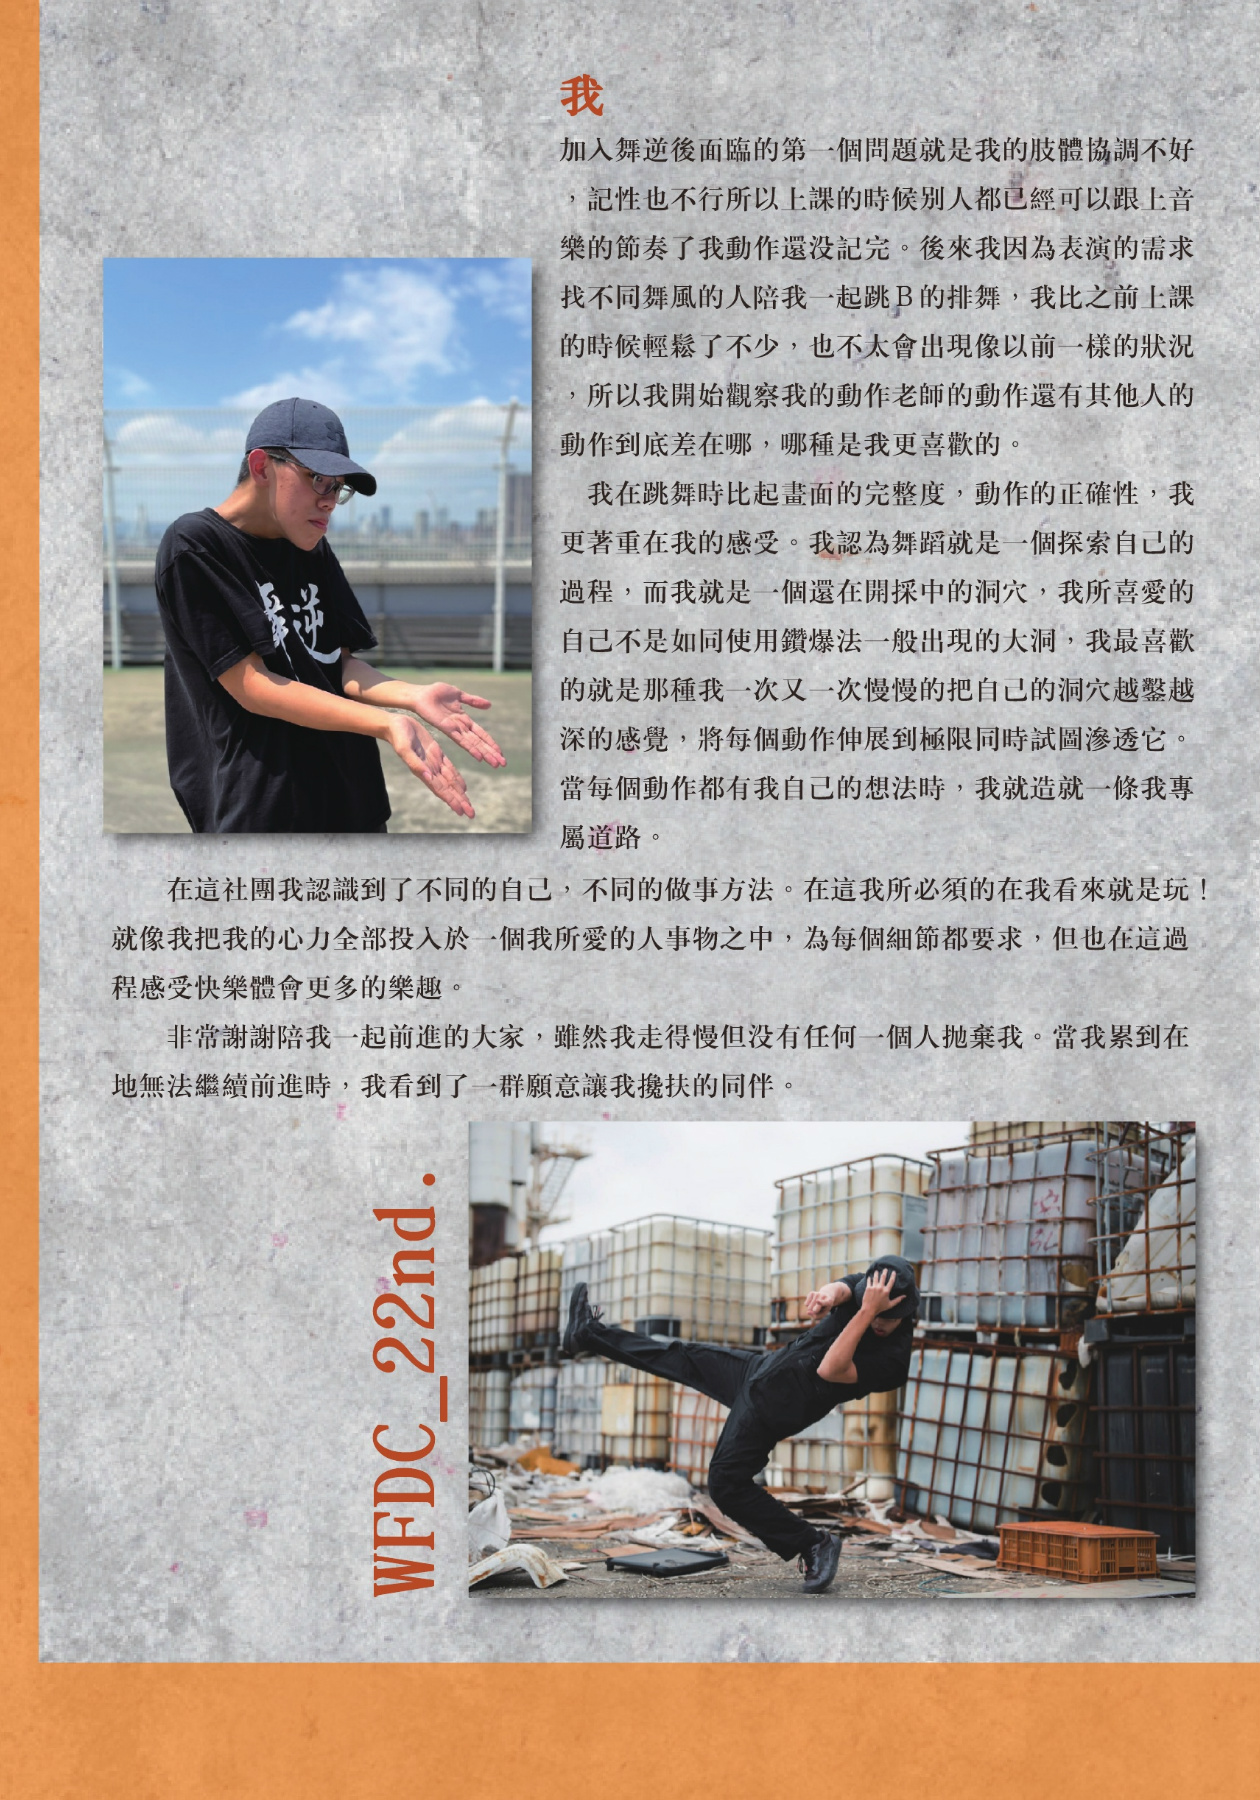 我
加入舞逆後面臨的第一個問題就是我的肢體協調不好
，記性也不行所以上課的時候別人都已經可以跟上音
樂的節奏了我動作還沒記完。後來我因為表演的需求
找不同舞風的人陪我一起跳B的排舞，我比之前上課
的時候輕鬆了不少，也不太會出現像以前一樣的狀況
，所以我開始觀察我的動作老師的動作還有其他人的
動作到底差在哪，哪種是我更喜歡的。
我在跳舞時比起畫面的完整度，動作的正確性，我
更著重在我的感受。我認為舞蹈就是一個探索自己的
過程，而我就是一個還在開採中的洞穴，我所喜愛的
自己不是如同使用鑽爆法一般出現的大洞，我最喜歡
的就是那種我一次又一次慢慢的把自己的洞穴越鑿越
深的感覺，將每個動作伸展到極限同時試圖滲透它。
當每個動作都有我自己的想法時，我就造就一條我專
屬道路。
舞逆
在這社團我認識到了不同的自己，不同的做事方法。在這我所必須的在我看來就是玩！
就像我把我的心力全部投入於一個我所愛的人事物之中，為每個細節都要求，但也在這過
程感受快樂體會更多的樂趣。
非常謝謝陪我一起前進的大家，雖然我走得慢但沒有任何一個人拋棄我。當我累到在
地無法繼續前進時，我看到了一群願意讓我攙扶的同伴。
WFDC_22nd.